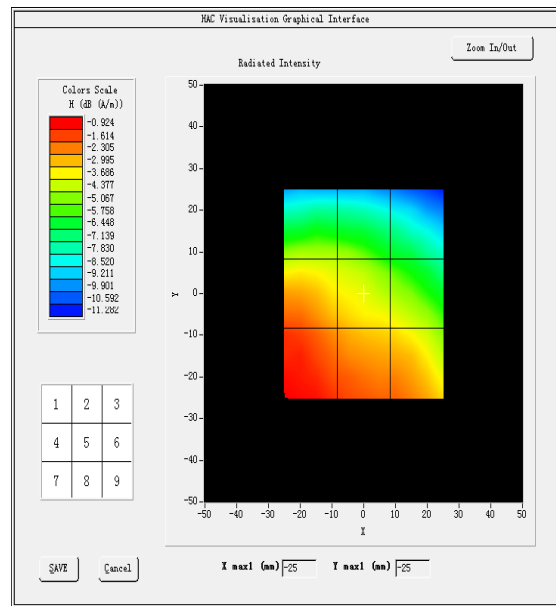 HAC Visualisation Graphical Interface
Zoom In/Out
Radiated Intensity
Colors Scale
H (dB (A/m))
-0.924
-1.614
-2.305
-2.995
-3.686
-4.377
-5.067
-5.758
-6.448
-7.139
-7.830
-8.520
-9.211
-9.901
-10.592
-11.282
50
40
30
20
10
0
-10
-20
-30
-40
-50
Y
-50 -40 -30 -20 -10 0 10 20 30 40 50
X
1 2 3
4 5 6
7 8 9
SAVE Cancel
X max1 (mm) -25 Y max1 (mm) -25